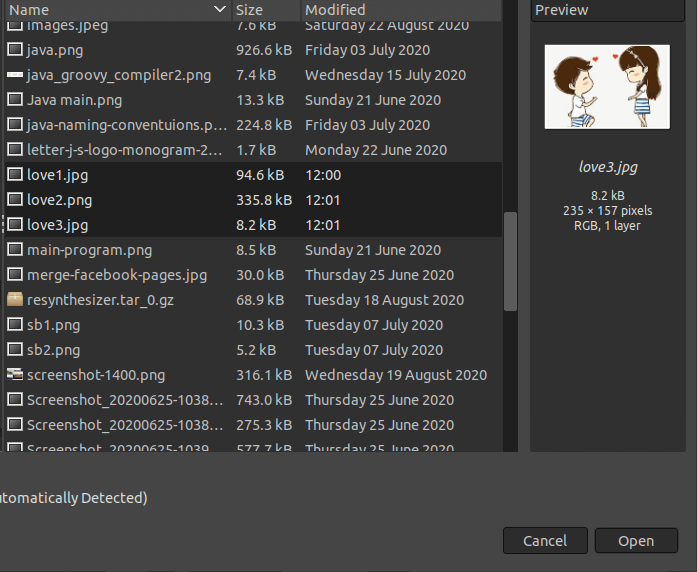 Name Size Modified Preview
images.jpeg 7.6 kB Saturday 22 August 2020
java.png 926.6 kB Friday 03 July 2020
java_groovy_compiler2.png 7.4 kB Wednesday 15 July 2020
Java main.png 13.3 kB Sunday 21 June 2020
java-naming-conventuions.p… 224.8 kB Friday 03 July 2020
letter-j-s-logo-monogram-2… 1.7 kB Monday 22 June 2020
love1.jpg 94.6 kB 12:00
love2.png 335.8 kB 12:01
love3.jpg 8.2 kB 12:01
main-program.png 8.5 kB Sunday 21 June 2020
merge-facebook-pages.jpg 30.0 kB Thursday 25 June 2020
resynthesizer.tar_0.gz 68.9 kB Tuesday 18 August 2020
sb1.png 10.3 kB Tuesday 07 July 2020
sb2.png 5.2 kB Tuesday 07 July 2020
screenshot-1400.png 316.1 kB Wednesday 19 August 2020
Screenshot_20200625-1038… 743.0 kB Thursday 25 June 2020
Screenshot_20200625-1038… 275.3 kB Thursday 25 June 2020
Screenshot_20200625-1039… 577.7 kB Thursday 25 June 2020
love3.jpg
8.2 kB
235 × 157 pixels
RGB, 1 layer
utomatically Detected)
Cancel Open